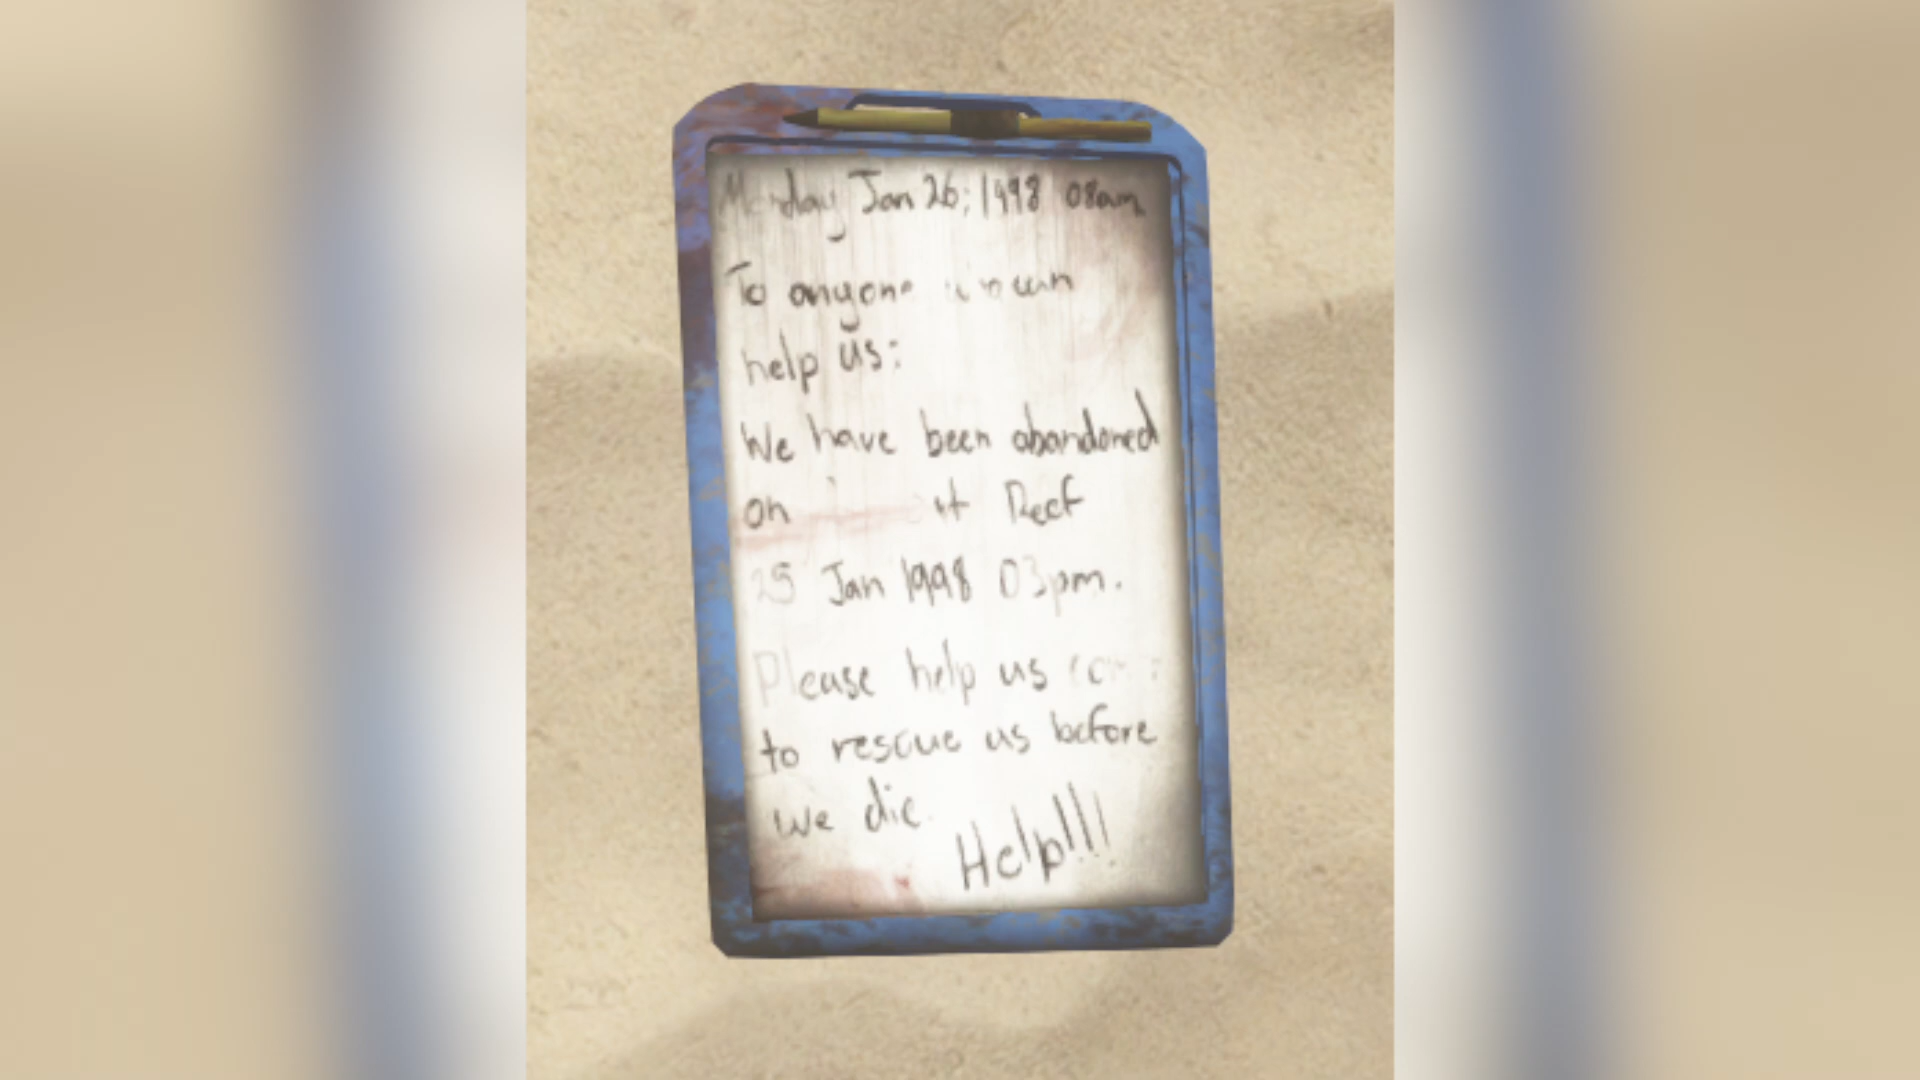 Monday Jan 26; 1998 08am
To anyone can
help us:
We have been abandoned
on Reef
25 Jan 1998 03pm.
Please help us
to rescue us before
we die.
Help!!!